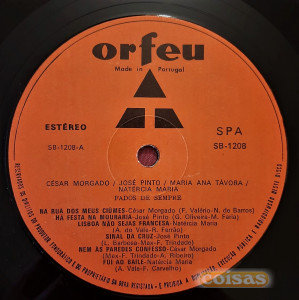 orfeu
Made in Portugal
ESTÉREO
SPA
SB-1208-A
SB-1208
CÉSAR MORGADO / JOSÉ PINTO / MARIA ANA TÁVORA /
NATÉRCIA MARIA
FADOS DE SEMPRE
NA RUA DOS MEUS CIÚMES-César Morgado (F. Valério-N. de Barros)
HÁ FESTA NA MOURARIA-José Pinto (G. Oliveira-M. Faria)
LISBOA NÃO SEJAS FRANCESA-Natércia Maria
(A. do Vale-R. Ferrão)
SINAL DA CRUZ-José Pinto
(L. Barbosa-Max-F. Trindade)
NEM ÀS PAREDES CONFESSO-César Morgado
(Max-F. Trindade-A. Ribeiro)
FUI AO BAILE-Natércia Maria
(A. Vale-F. Carvalho)
coisas